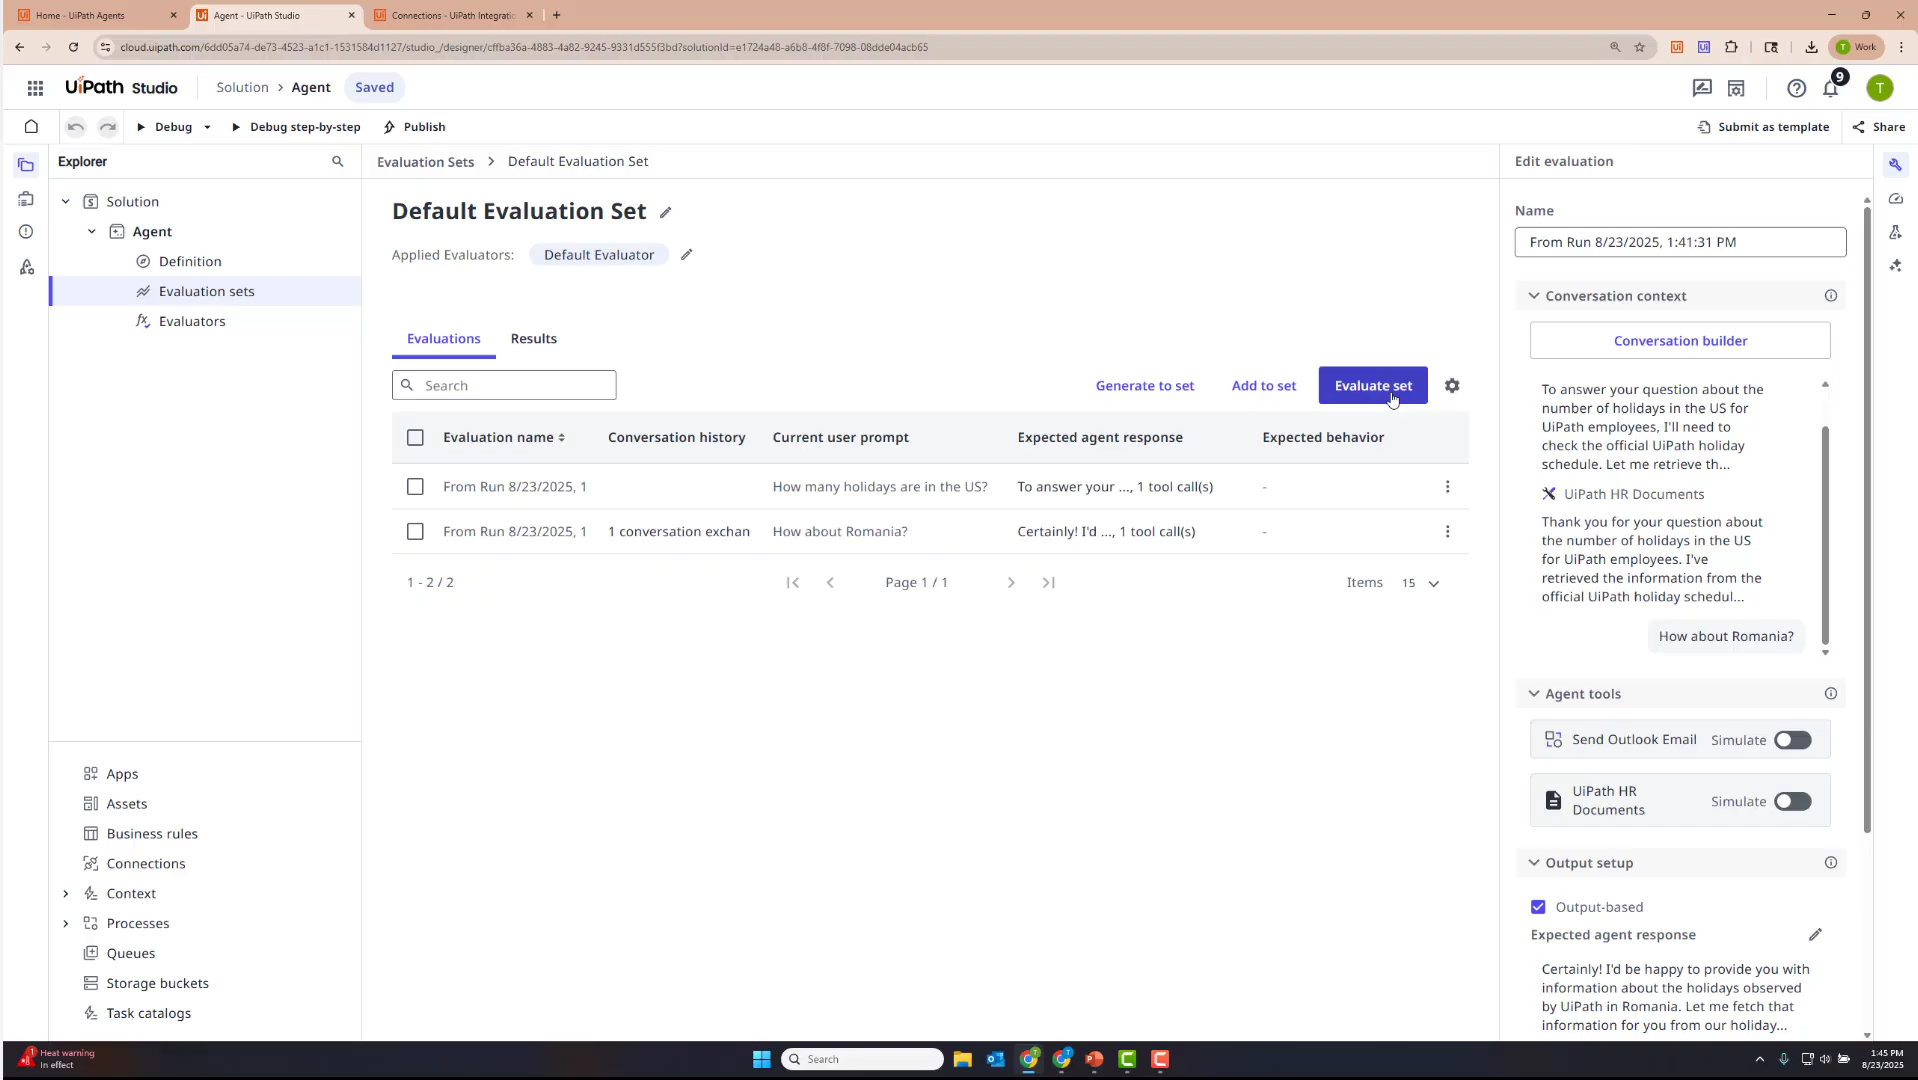 Home - UiPath Agents
Agent - UiPath Studio
Connections - UiPath Integratic
cloud.uipath.com/6dd05a74-de73-4523-a1c1-1531584d1127/studio_/designer/cffba36a-4883-4a82-9245-9331d555f3bd?solutionId=e1724a48-a6b8-4f8f-7098-08dde04acb65
T Work
UiPath Studio
Solution > Agent
Saved
9
T
Debug
Debug step-by-step
Publish
Submit as template
Share
Explorer
Solution
Agent
Definition
Evaluation sets
Evaluators
Apps
Assets
Business rules
Connections
Context
Processes
Queues
Storage buckets
Task catalogs
Evaluation Sets > Default Evaluation Set
Default Evaluation Set
Applied Evaluators: Default Evaluator
Evaluations
Results
Search
Generate to set
Add to set
Evaluate set
Evaluation name Conversation history Current user prompt Expected agent response Expected behavior
From Run 8/23/2025, 1 How many holidays are in the US? To answer your ..., 1 tool call(s) -
From Run 8/23/2025, 1 1 conversation exchan How about Romania? Certainly! I'd ..., 1 tool call(s) -
1 - 2 / 2
Page 1 / 1
Items 15
Edit evaluation
Name
From Run 8/23/2025, 1:41:31 PM
Conversation context
Conversation builder
To answer your question about the
number of holidays in the US for
UiPath employees, I'll need to
check the official UiPath holiday
schedule. Let me retrieve th...
UiPath HR Documents
Thank you for your question about
the number of holidays in the US
for UiPath employees. I've
retrieved the information from the
official UiPath holiday schedul...
How about Romania?
Agent tools
Send Outlook Email Simulate
UiPath HR
Documents
Simulate
Output setup
Output-based
Expected agent response
Certainly! I'd be happy to provide you with
information about the holidays observed
by UiPath in Romania. Let me fetch that
information for you from our holiday...
Heat warning
In effect
Search
1:45 PM
8/23/2025